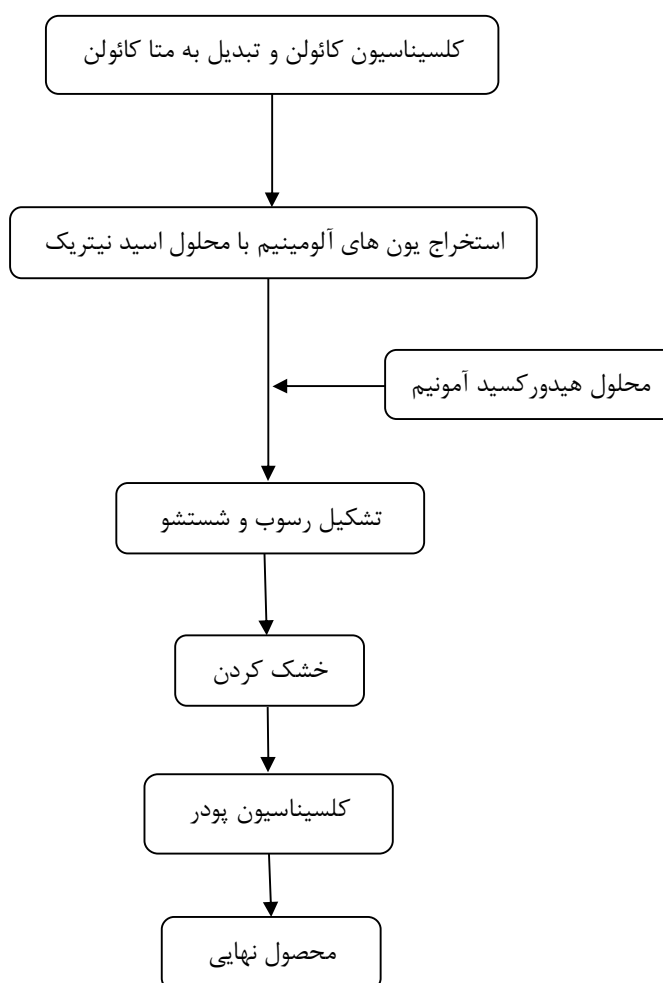 کلسیناسیون کائولن و تبدیل به متا کائولن
استخراج یون های آلومینیم با محلول اسید نیتریک
محلول هیدورکسید آمونیم
تشکیل رسوب و شستشو
خشک کردن
کلسیناسیون پودر
محصول نهایی